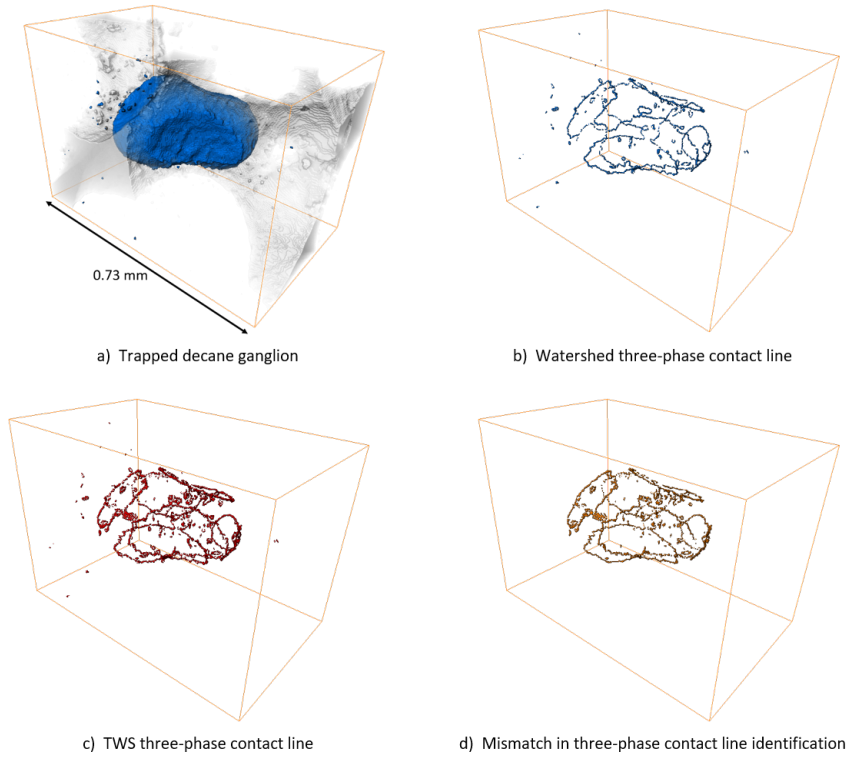 0.73 mm
a) Trapped decane ganglion
b) Watershed three-phase contact line
c) TWS three-phase contact line
d) Mismatch in three-phase contact line identification